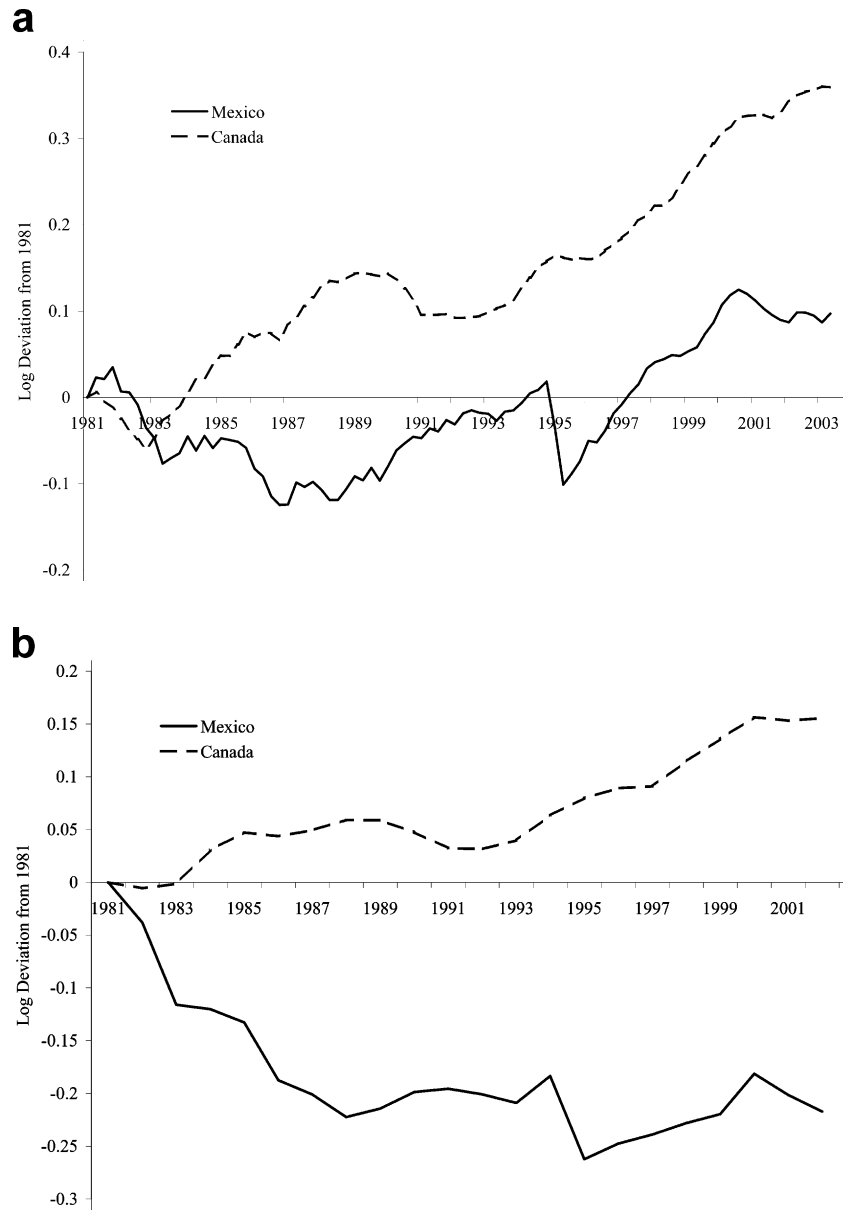 a
0.4
Mexico
Canada
0.3
0.2
0.1
0
1981 1983 1985 1987 1989 1991 1993 1995 1997 1999 2001 2003
-0.1
-0.2
Log Deviation from 1981
b
0.2
Mexico
Canada
0.15
0.1
0.05
0
1981 1983 1985 1987 1989 1991 1993 1995 1997 1999 2001
-0.05
-0.1
-0.15
-0.2
-0.25
-0.3
Log Deviation from 1981